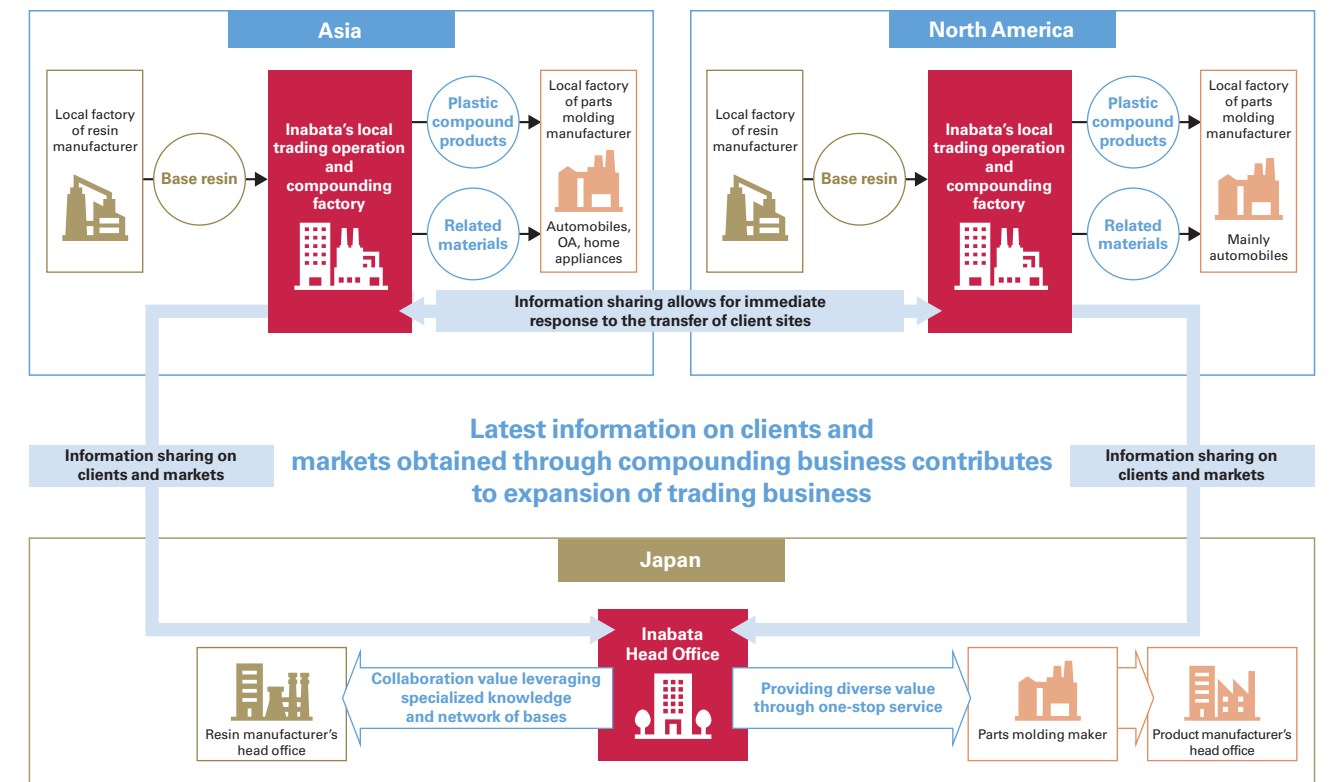 Asia
Local factory
of resin
manufacturer
Base resin
Inabata's local
trading operation
and
compounding
factory
Plastic
compound
products
Related
materials
Local factory
of parts
molding
manufacturer
Automobiles,
OA, home
appliances
North America
Local factory
of resin
manufacturer
Base resin
Inabata's local
trading operation
and
compounding
factory
Plastic
compound
products
Related
materials
Local factory
of parts
molding
manufacturer
Mainly
automobiles
Information sharing allows for immediate
response to the transfer of client sites
Information sharing on
clients and markets
Latest information on clients and
markets obtained through compounding business contributes
to expansion of trading business
Information sharing on
clients and markets
Japan
Resin manufacturer's
head office
Collaboration value leveraging
specialized knowledge
and network of bases
Inabata
Head Office
Providing diverse value
through one-stop service
Parts molding maker
Product manufacturer's
head office